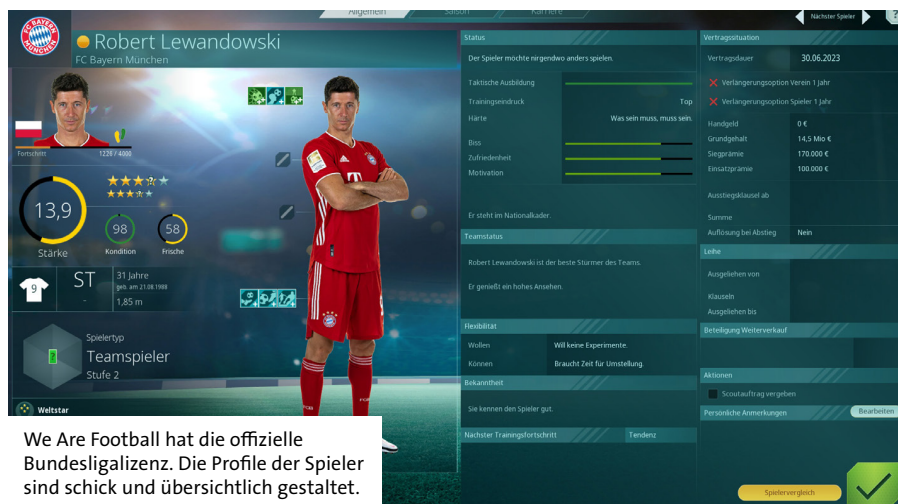 Allgemein
Saison
Karriere
Nächster Spieler
?
FC BAYERN
MÜNCHEN
Robert Lewandowski
FC Bayern München
Fortschritt
1226 / 4000
13,9
Stärke
98
Kondition
58
Frische
9
ST
-
31 Jahre
geb. am 21.08.1988
1,85 m
Spielertyp
Teamspieler
Stufe 2
Weltstar
Status
Der Spieler möchte nirgendwo anders spielen.
Taktische Ausbildung
Trainingseindruck
Top
Härte
Was sein muss, muss sein.
Biss
Zufriedenheit
Motivation
Er steht im Nationalkader.
Teamstatus
Robert Lewandowski ist der beste Stürmer des Teams.
Er genießt ein hohes Ansehen.
Flexibilität
Wollen
Will keine Experimente.
Können
Braucht Zeit für Umstellung.
Bekanntheit
Sie kennen den Spieler gut.
Nächster Trainingsfortschritt
Tendenz
Vertragssituation
Vertragsdauer
30.06.2023
Verlängerungsoption Verein 1 Jahr
Verlängerungsoption Spieler 1 Jahr
Handgeld
0 €
Grundgehalt
14,5 Mio €
Siegprämie
170.000 €
Einsatzprämie
100.000 €
Ausstiegsklausel ab
Summe
Auflösung bei Abstieg
Nein
Leihe
Ausgeliehen von
Klauseln
Ausgeliehen bis
Beteiligung Weiterverkauf
Aktionen
Scoutauftrag vergeben
Persönliche Anmerkungen
Bearbeiten
Spielervergleich
We Are Football hat die offizielle
Bundesligalizenz. Die Profile der Spieler
sind schick und übersichtlich gestaltet.